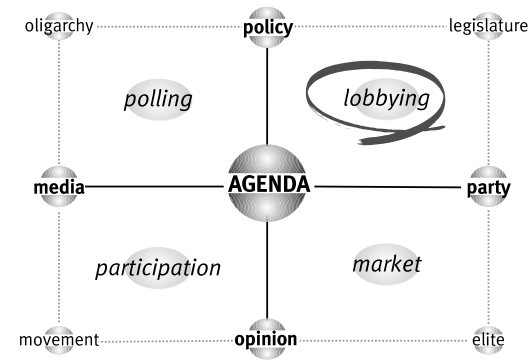 oligarchy policy legislature
polling lobbying
media AGENDA party
participation market
movement opinion elite